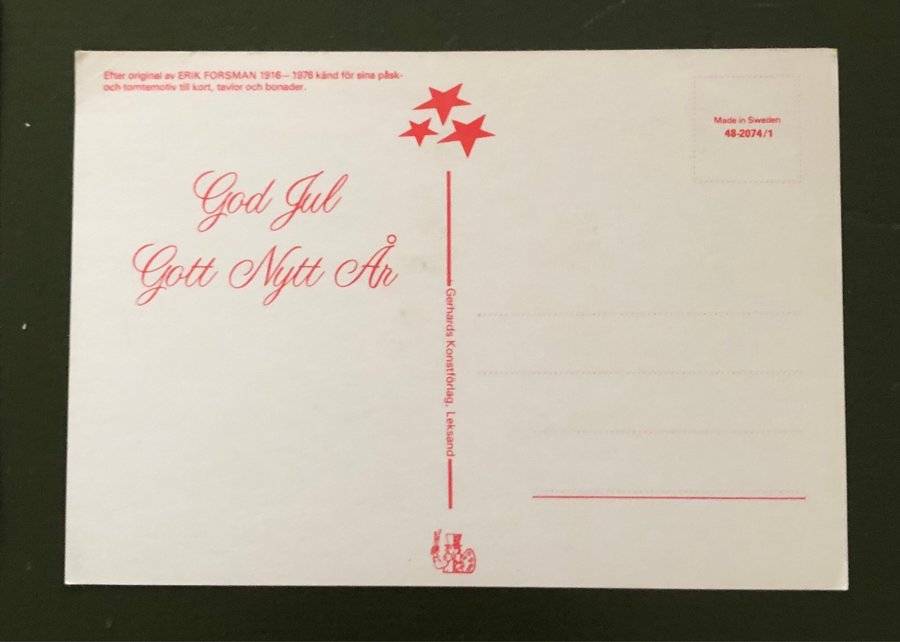 Efter original av ERIK FORSMAN 1916 – 1976 känd för sina påsk-
och tomtemotiv till kort, tavlor och bonader.
God Jul
Gott Nytt År
Gerhards Konstförlag, Leksand
Made in Sweden
48-2074/1